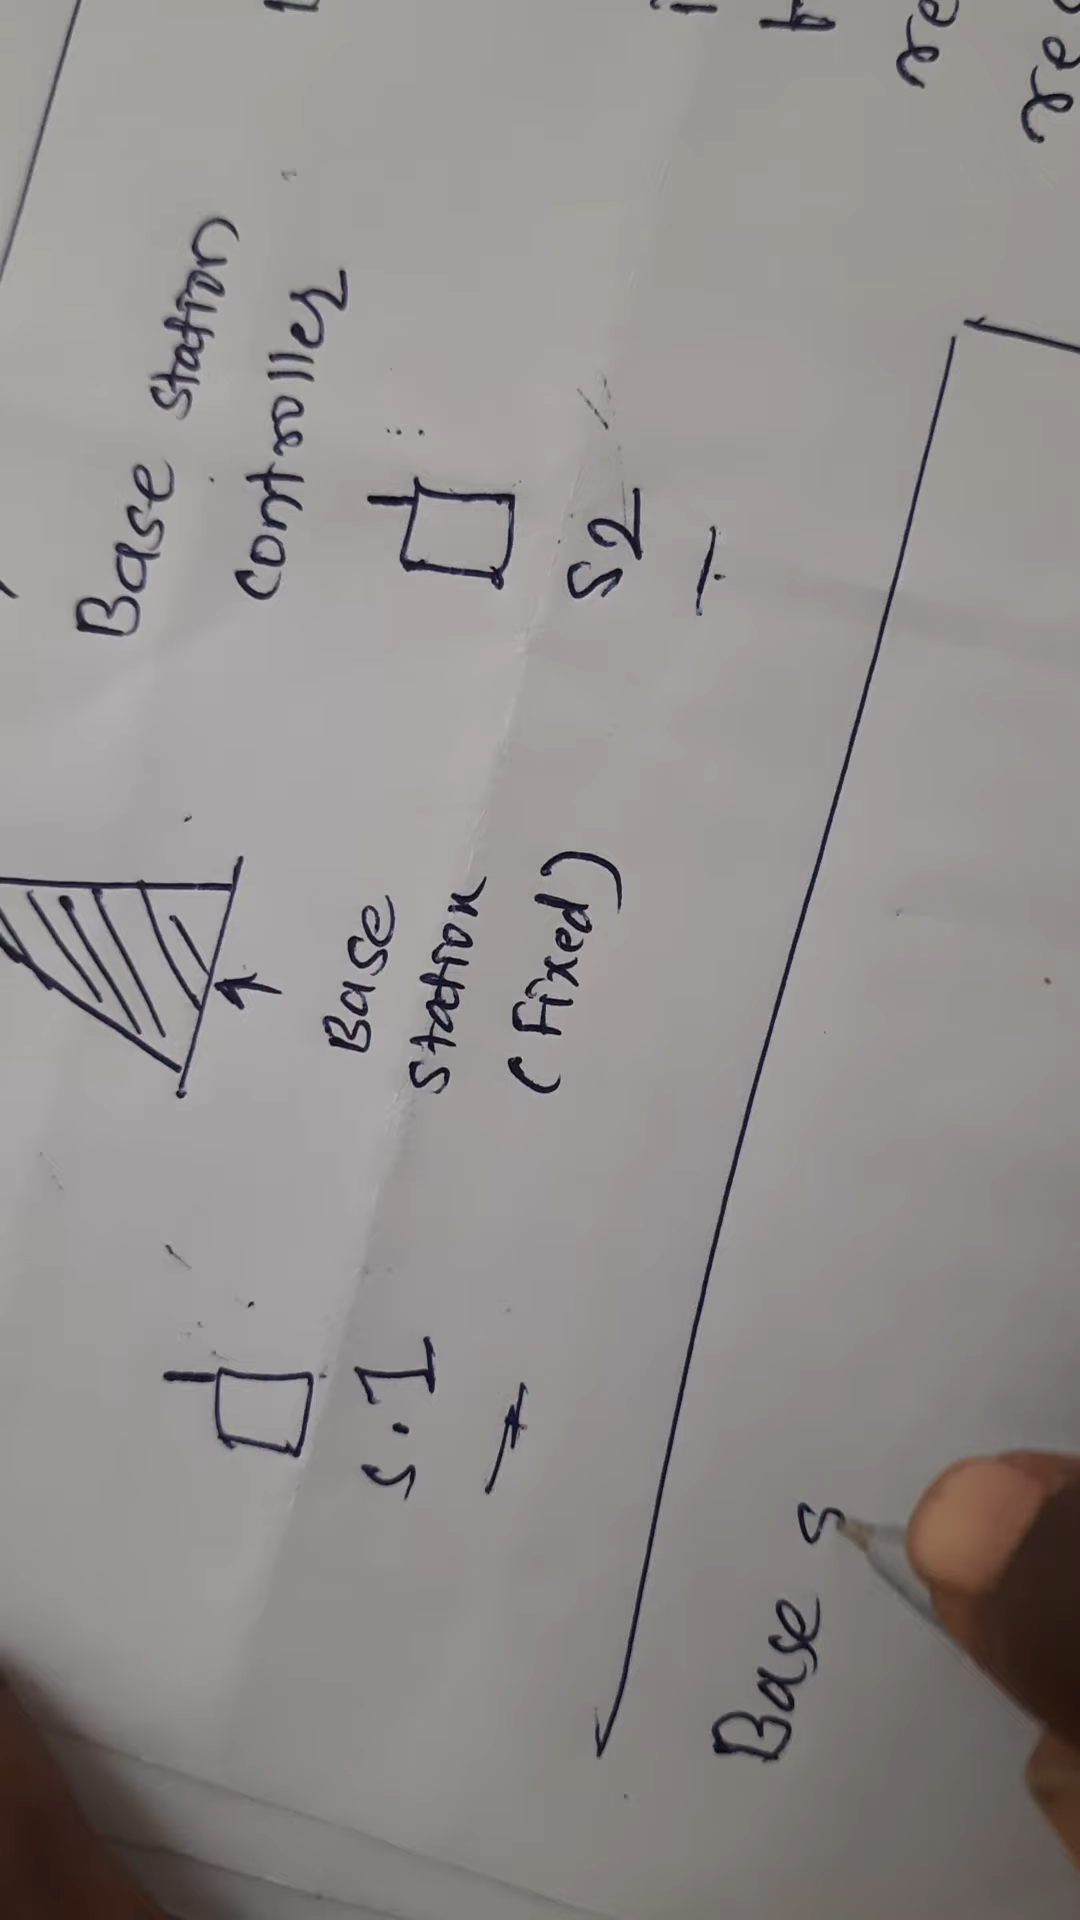 Base station
controller
S2
Base
station
(fixed)
S.1
Base s